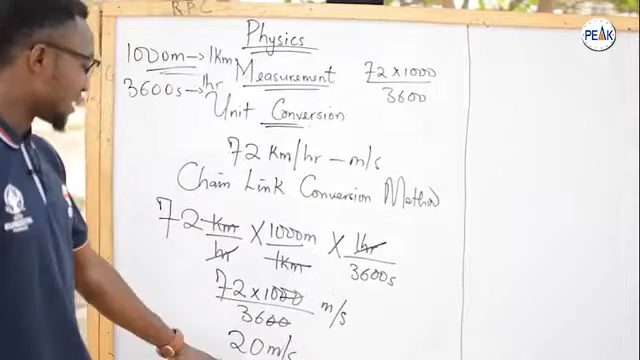 RPC
PEAK
Physics
1000m → 1km
Measurement
3600s → 1hr
72 x 1000
3600
Unit Conversion
72 km/hr – m/s
Chain Link Conversion Method
72 km X 1000m X 1hr
hr 1km 3600s
72 x 1000 m/s
3600
20 m/s